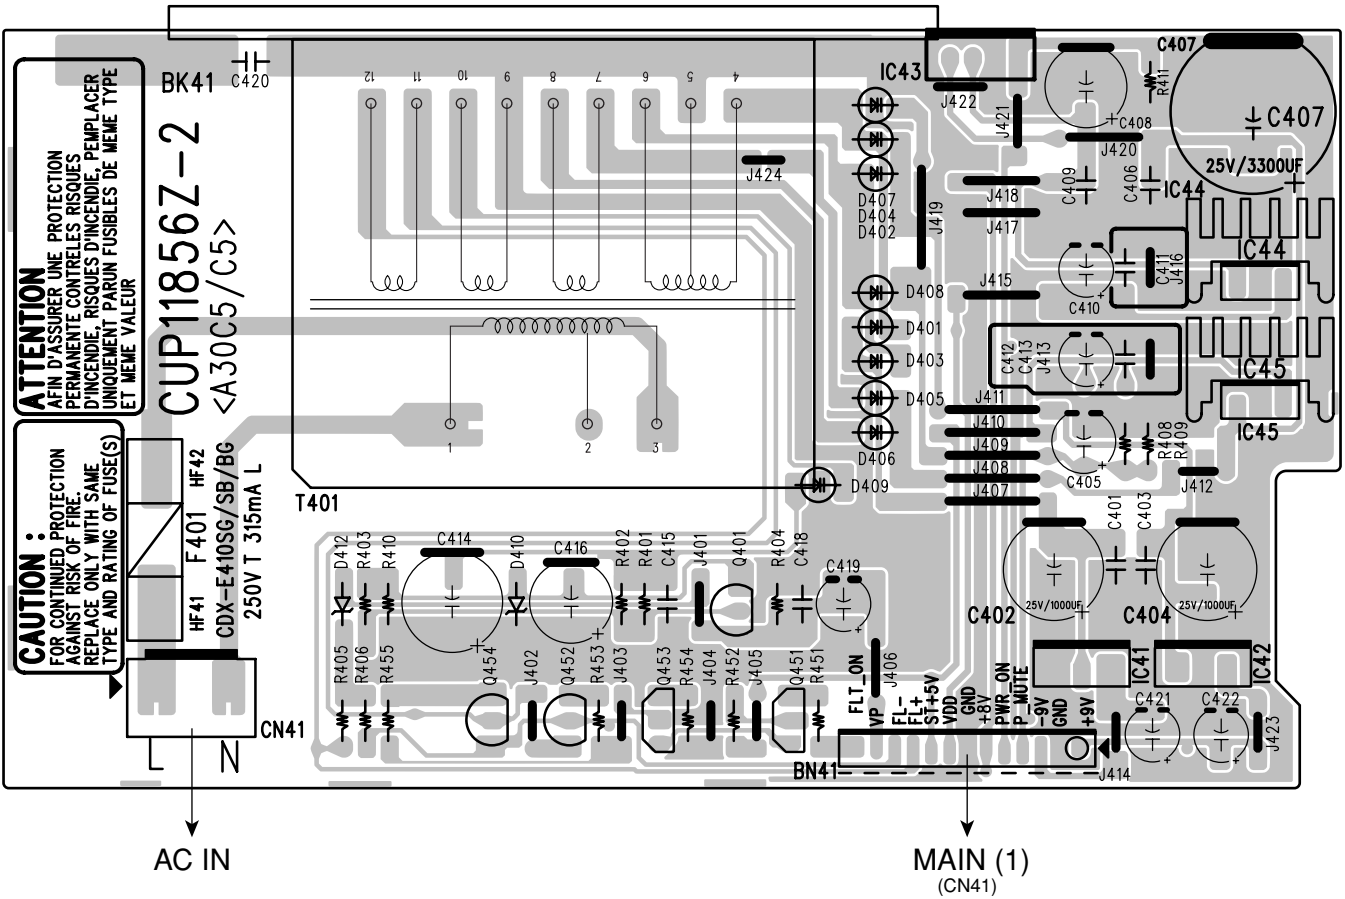 ATTENTION
AFIN D'ASSURER UNE PROTECTION
PERMANENTE CONTRELES RISQUES
D'INCENDIE, RISQUES D'INCENDIE, PEMPLACER
UNIQUEMENT PARUN FUSIBLES DE MEME TYPE
ET MEME VALEUR
CAUTION :
FOR CONTINUED PROTECTION
AGAINST RISK OF FIRE.
REPLACE ONLY WITH SAME
TYPE AND RATING OF FUSE(S)
BK41
C420
CUP11856Z-2
<A30C5/C5>
HF42
F401
HF41
CDX-E410SG/SB/BG
250V T 315mA L
CN41
L
N
AC IN
12
11
10
9
8
7
6
5
4
1
2
3
T401
J424
D407
D404
D402
D408
D401
D403
D405
D406
D409
IC43
J422
J421
J419
J418
J417
J415
J411
J410
J409
J408
J407
C408
J420
R411
C409
C406
C407
C407
25V/3300UF
IC44
IC44
C411
J416
C410
C412
C413
J413
IC45
IC45
C405
R408
R409
J412
C401
C403
C402
25V/1000UF
C404
25V/1000UF
IC41
IC42
C421
C422
J423
J414
D412
R403
R410
C414
D410
C416
R402
R401
C415
J401
Q401
R404
C418
C419
R405
R406
R455
Q454
J402
Q452
R453
J403
Q453
R454
J404
R452
J405
Q451
R451
J406
FLT_ON
VP
FL-
FL+
ST+5V
VDD
GND
+8V
PWR_ON
P_MUTE
-9V
GND
+9V
BN41
MAIN (1)
(CN41)